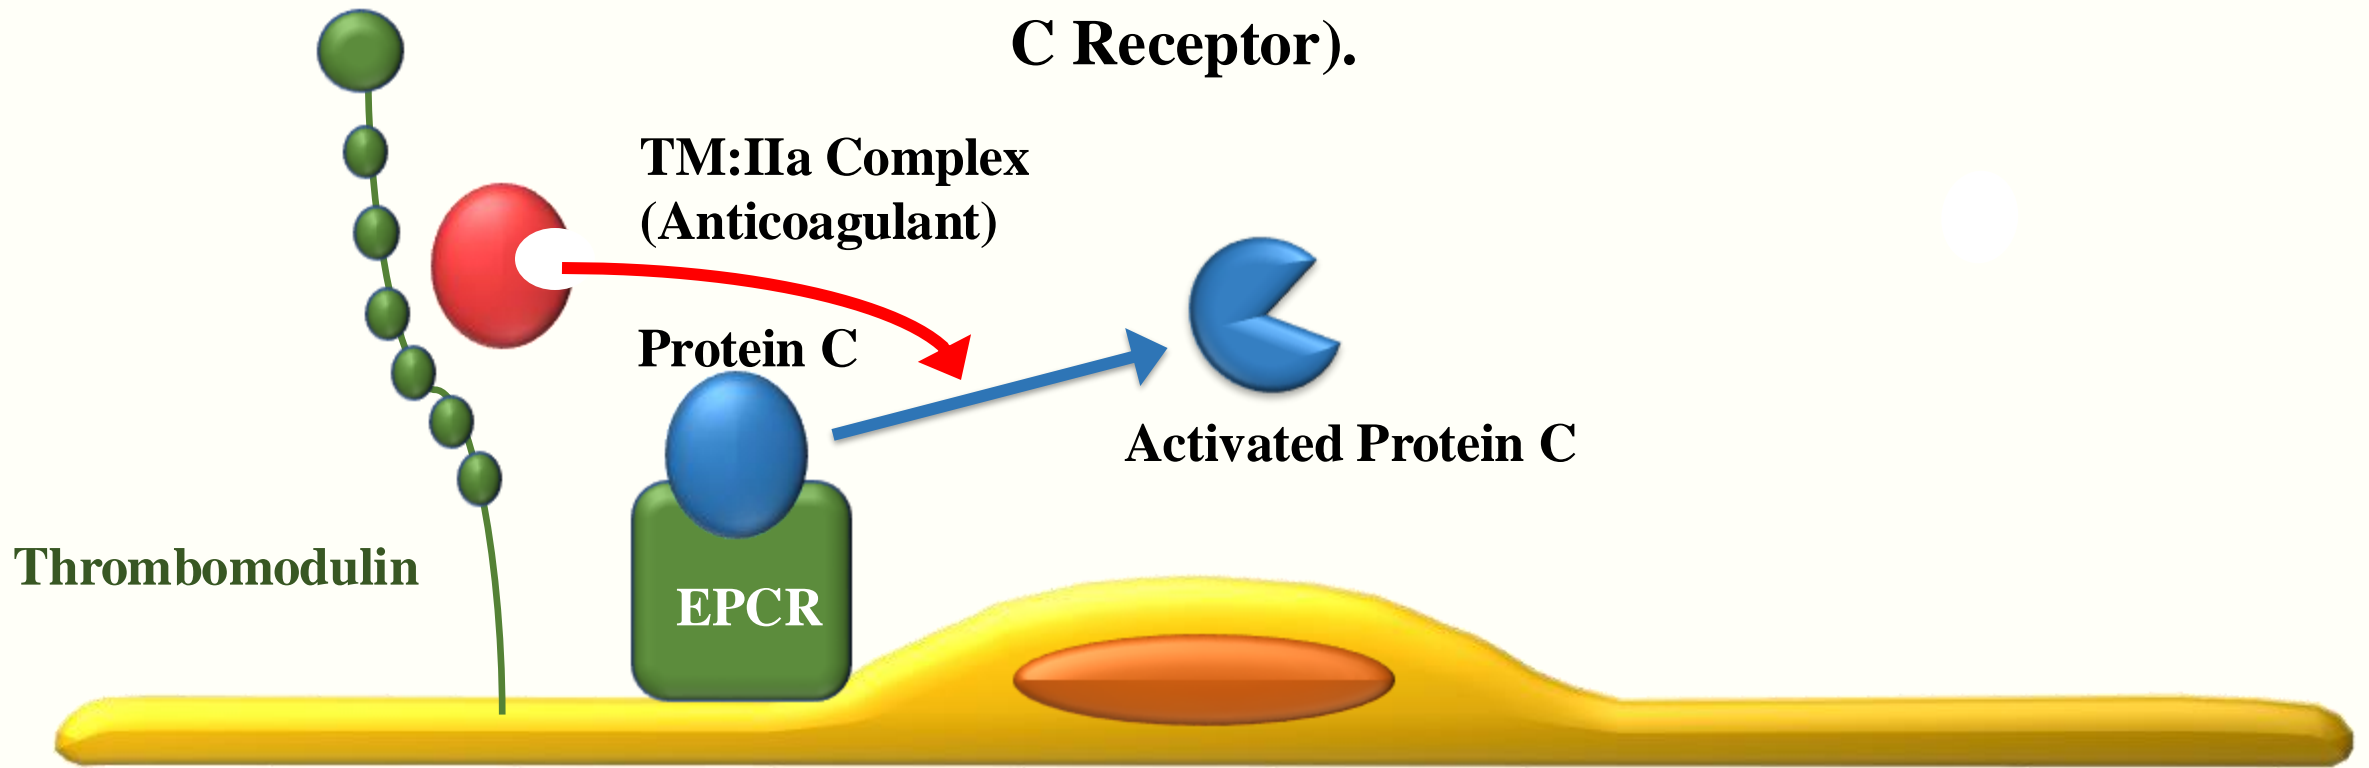 C Receptor).
TM:IIa Complex
(Anticoagulant)
Protein C
Activated Protein C
Thrombomodulin
EPCR